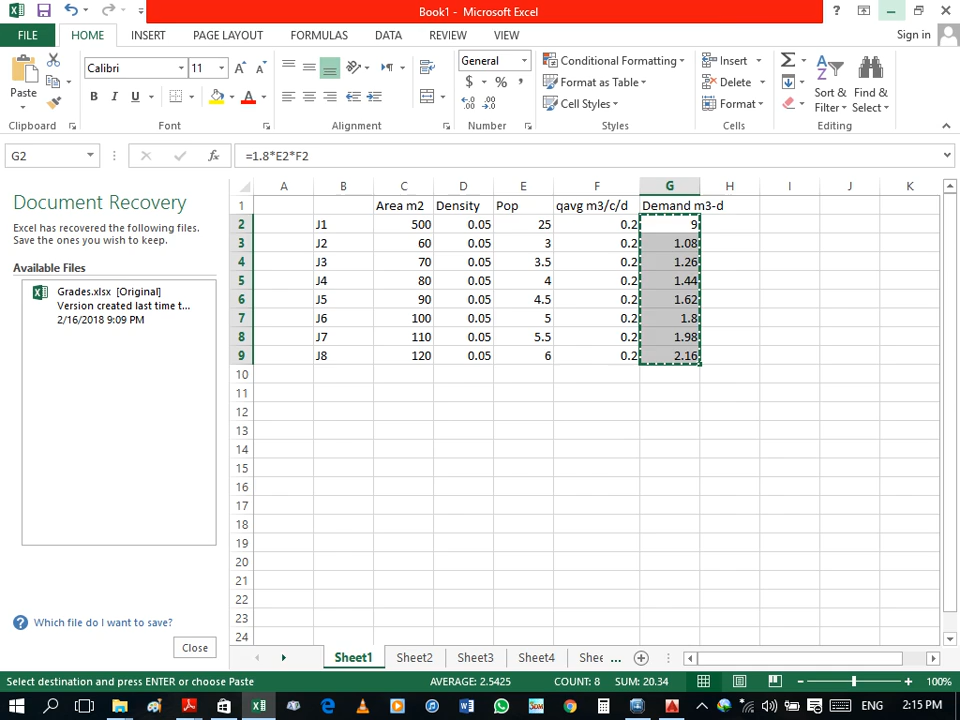 Book1 - Microsoft Excel
?
FILE HOME INSERT PAGE LAYOUT FORMULAS DATA REVIEW VIEW Sign in
Paste Calibri 11 General Conditional Formatting Insert Sort & Find &
B I U A $ % , Format as Table Delete Filter Select
Cell Styles Format
Clipboard Font Alignment Number Styles Cells Editing
G2 fx =1.8*E2*F2
Document Recovery
Excel has recovered the following files.
Save the ones you wish to keep.
Available Files
Grades.xlsx [Original]
Version created last time t...
2/16/2018 9:09 PM
Which file do I want to save?
Close
A B C D E F G H I J K
1 Area m2 Density Pop qavg m3/c/d Demand m3-d
2 J1 500 0.05 25 0.2 9
3 J2 60 0.05 3 0.2 1.08
4 J3 70 0.05 3.5 0.2 1.26
5 J4 80 0.05 4 0.2 1.44
6 J5 90 0.05 4.5 0.2 1.62
7 J6 100 0.05 5 0.2 1.8
8 J7 110 0.05 5.5 0.2 1.98
9 J8 120 0.05 6 0.2 2.16
10
11
12
13
14
15
16
17
18
19
20
21
22
23
24
Sheet1 Sheet2 Sheet3 Sheet4 Shee ...
Select destination and press ENTER or choose Paste AVERAGE: 2.5425 COUNT: 8 SUM: 20.34 100%
ENG 2:15 PM